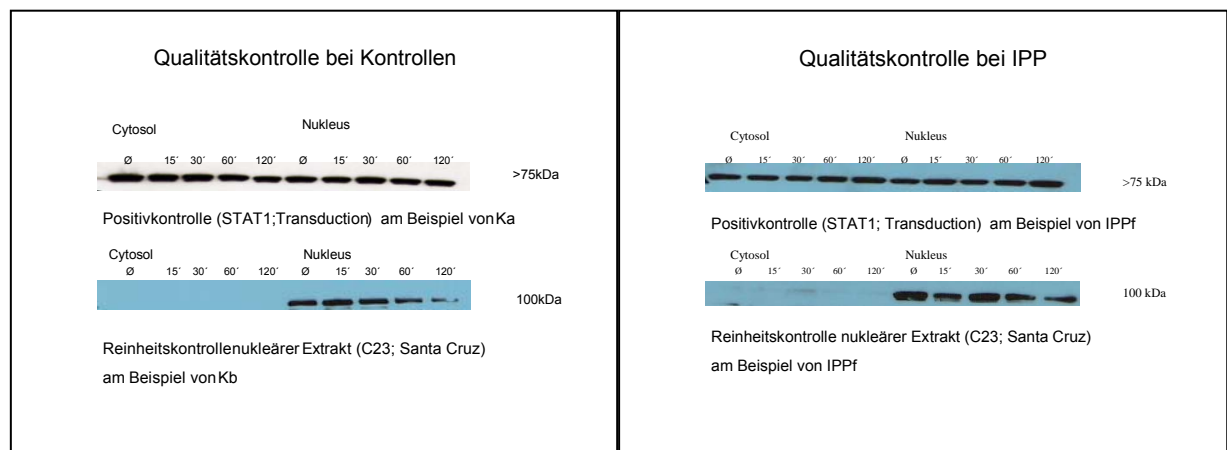 Qualitätskontrolle bei Kontrollen
Cytosol Nukleus
Ø 15´ 30´ 60´ 120´ Ø 15´ 30´ 60´ 120´
>75kDa
Positivkontrolle (STAT1;Transduction) am Beispiel von Ka
Cytosol Nukleus
Ø 15´ 30´ 60´ 120´ Ø 15´ 30´ 60´ 120´
100kDa
Reinheitskontrollenukleärer Extrakt (C23; Santa Cruz)
am Beispiel von Kb
Qualitätskontrolle bei IPP
Cytosol Nukleus
Ø 15´ 30´ 60´ 120´ Ø 15´ 30´ 60´ 120´
>75 kDa
Positivkontrolle (STAT1; Transduction) am Beispiel von IPPf
Cytosol Nukleus
Ø 15´ 30´ 60´ 120´ Ø 15´ 30´ 60´ 120´
100 kDa
Reinheitskontrolle nukleärer Extrakt (C23; Santa Cruz)
am Beispiel von IPPf